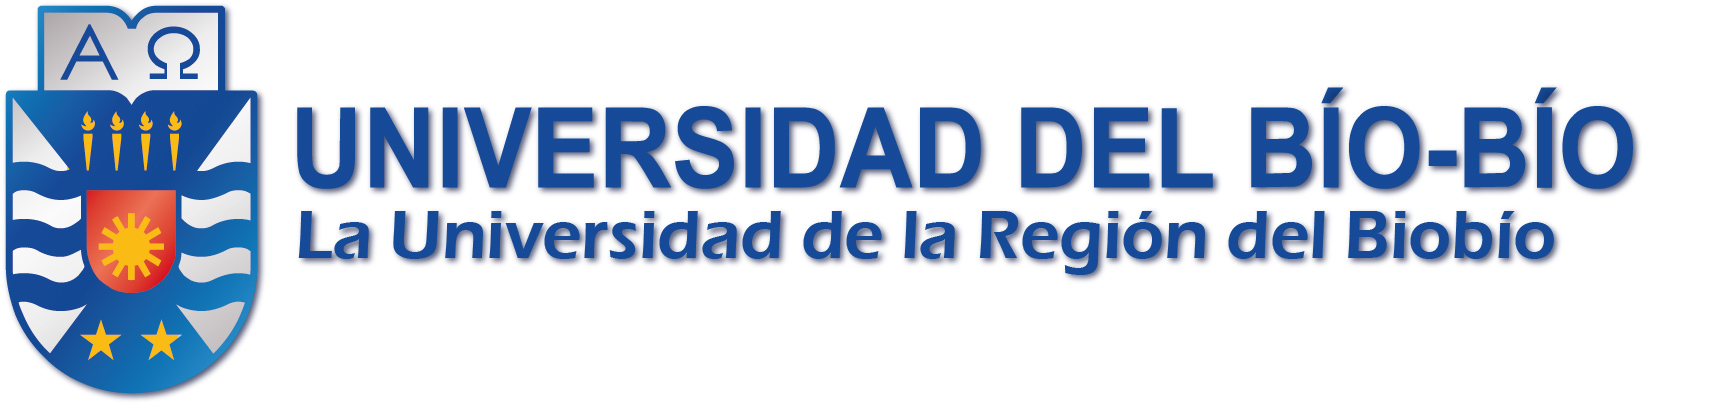 Α Ω
UNIVERSIDAD DEL BÍO-BÍO
La Universidad de la Región del Biobío